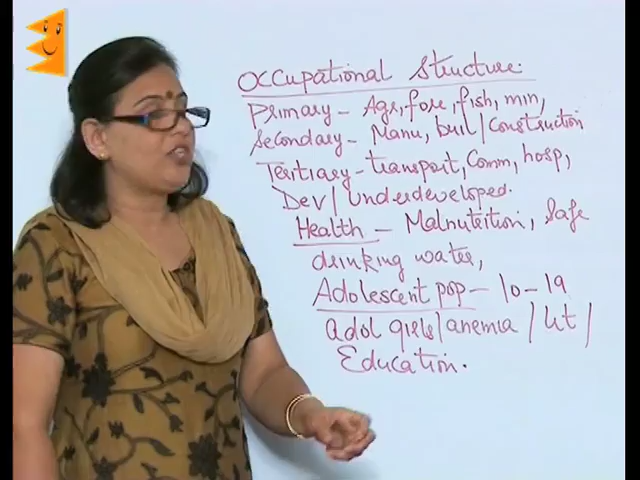 Occupational Structure:
Primary - Agr, fore, fish, min,
Secondary - Manu, buil/Construction
Tertiary - transport, Comm, hosp,
Dev/Underdeveloped.
Health - Malnutrition, safe
drinking water,
Adolescent pop - 10-19
adol girls/anemia/lit/
Education.